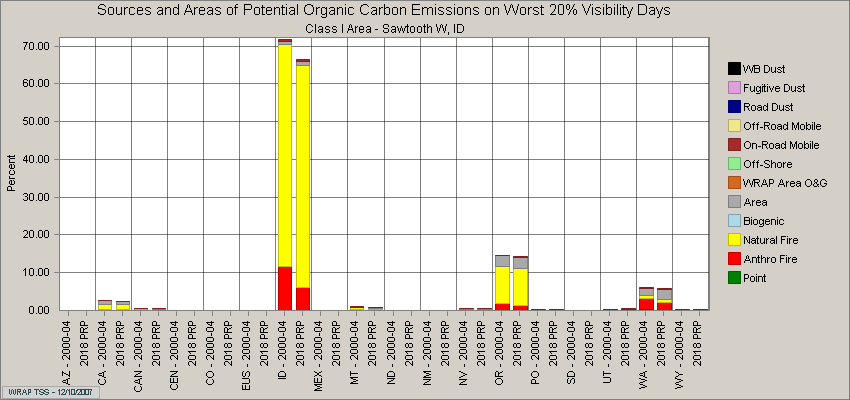 Sources and Areas of Potential Organic Carbon Emissions on Worst 20% Visibility Days
Class I Area - Sawtooth W, ID
70.00
60.00
50.00
40.00
30.00
20.00
10.00
0.00
Percent
AZ - 2000-04
2018 PRP
CA - 2000-04
2018 PRP
CAN - 2000-04
2018 PRP
CEN - 2000-04
2018 PRP
CO - 2000-04
2018 PRP
EUS - 2000-04
2018 PRP
ID - 2000-04
2018 PRP
MEX - 2000-04
2018 PRP
MT - 2000-04
2018 PRP
ND - 2000-04
2018 PRP
NM - 2000-04
2018 PRP
NV - 2000-04
2018 PRP
OR - 2000-04
2018 PRP
PO - 2000-04
2018 PRP
SD - 2000-04
2018 PRP
UT - 2000-04
2018 PRP
WA - 2000-04
2018 PRP
WY - 2000-04
2018 PRP
WB Dust
Fugitive Dust
Road Dust
Off-Road Mobile
On-Road Mobile
Off-Shore
WRAP Area O&G
Area
Biogenic
Natural Fire
Anthro Fire
Point
WRAP TSS - 12/10/2007